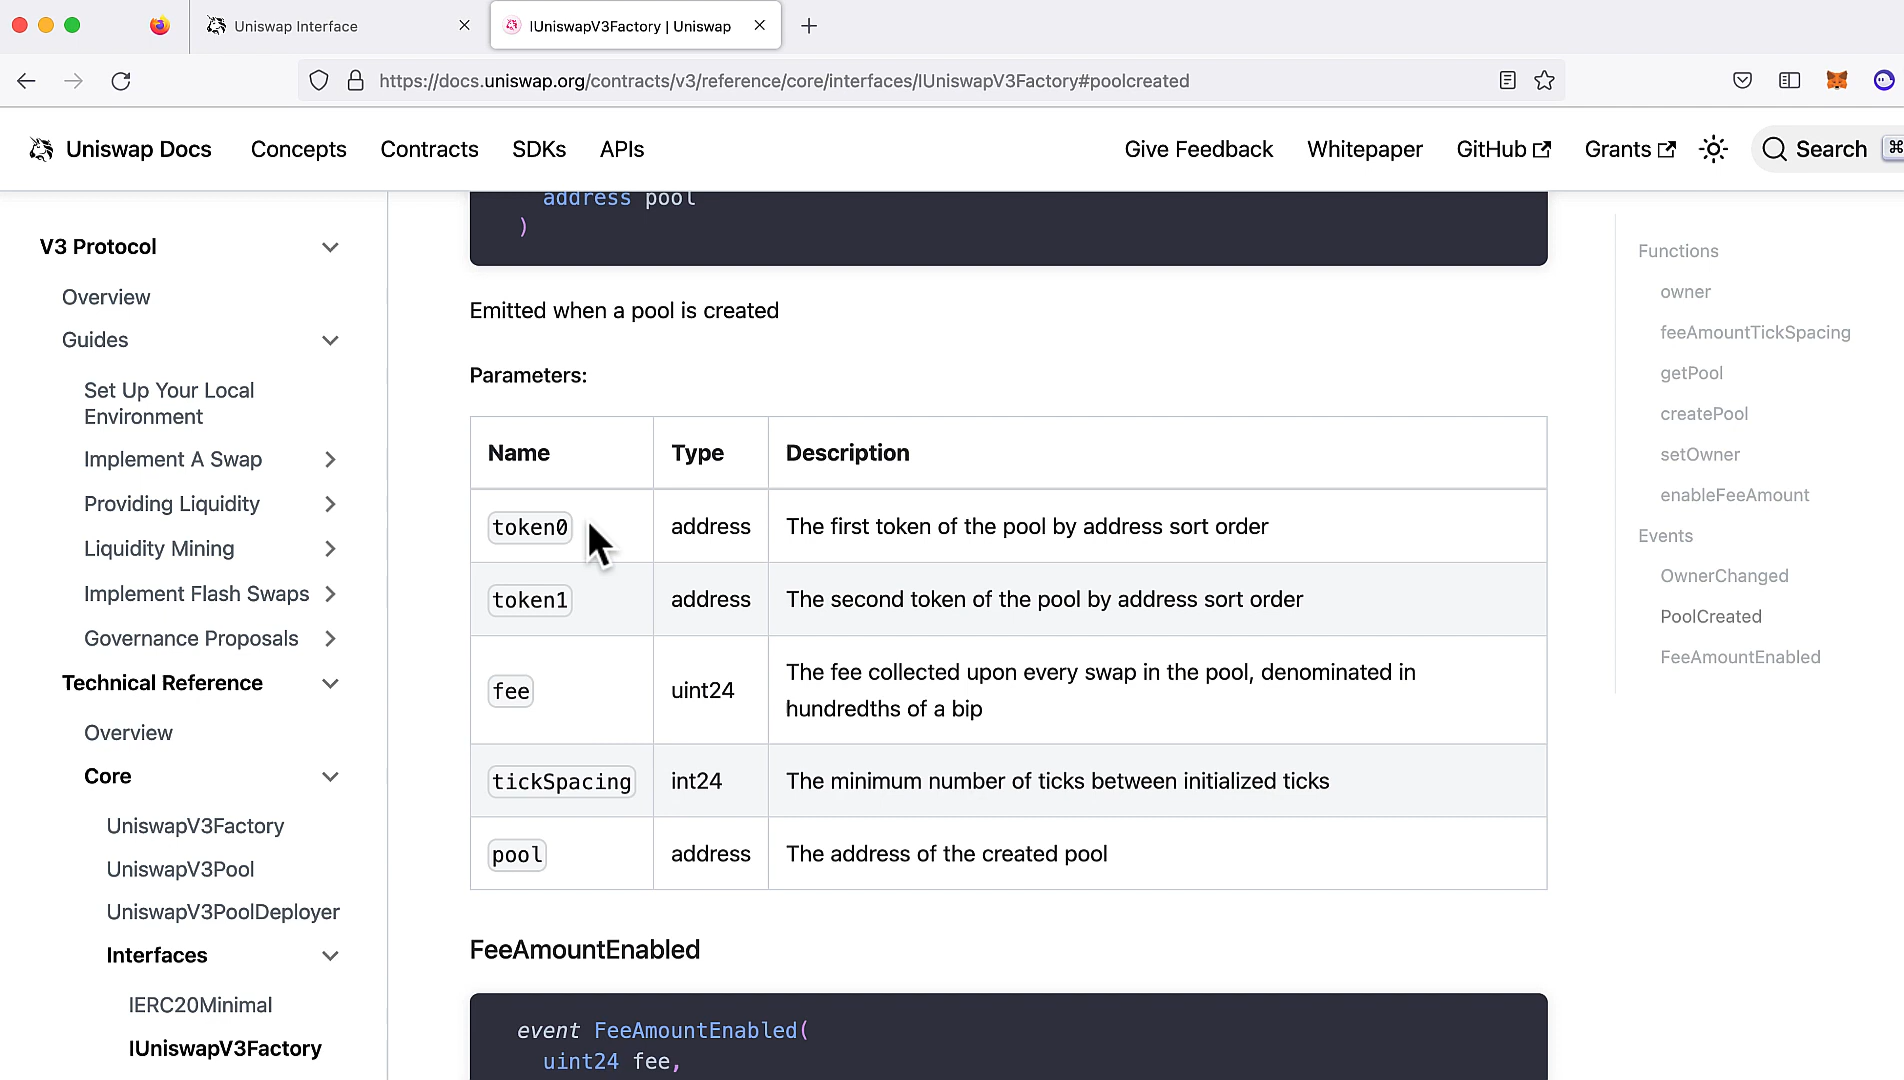 Uniswap Interface
IUniswapV3Factory | Uniswap
https://docs.uniswap.org/contracts/v3/reference/core/interfaces/IUniswapV3Factory#poolcreated
Uniswap Docs Concepts Contracts SDKs APIs Give Feedback Whitepaper GitHub Grants Search ⌘
V3 Protocol
Overview
Guides
Set Up Your Local
Environment
Implement A Swap
Providing Liquidity
Liquidity Mining
Implement Flash Swaps
Governance Proposals
Technical Reference
Overview
Core
UniswapV3Factory
UniswapV3Pool
UniswapV3PoolDeployer
Interfaces
IERC20Minimal
IUniswapV3Factory
address pool
)
Emitted when a pool is created
Parameters:
Name Type Description
token0 address The first token of the pool by address sort order
token1 address The second token of the pool by address sort order
fee uint24 The fee collected upon every swap in the pool, denominated in
hundredths of a bip
tickSpacing int24 The minimum number of ticks between initialized ticks
pool address The address of the created pool
FeeAmountEnabled
event FeeAmountEnabled(
uint24 fee,
Functions
owner
feeAmountTickSpacing
getPool
createPool
setOwner
enableFeeAmount
Events
OwnerChanged
PoolCreated
FeeAmountEnabled